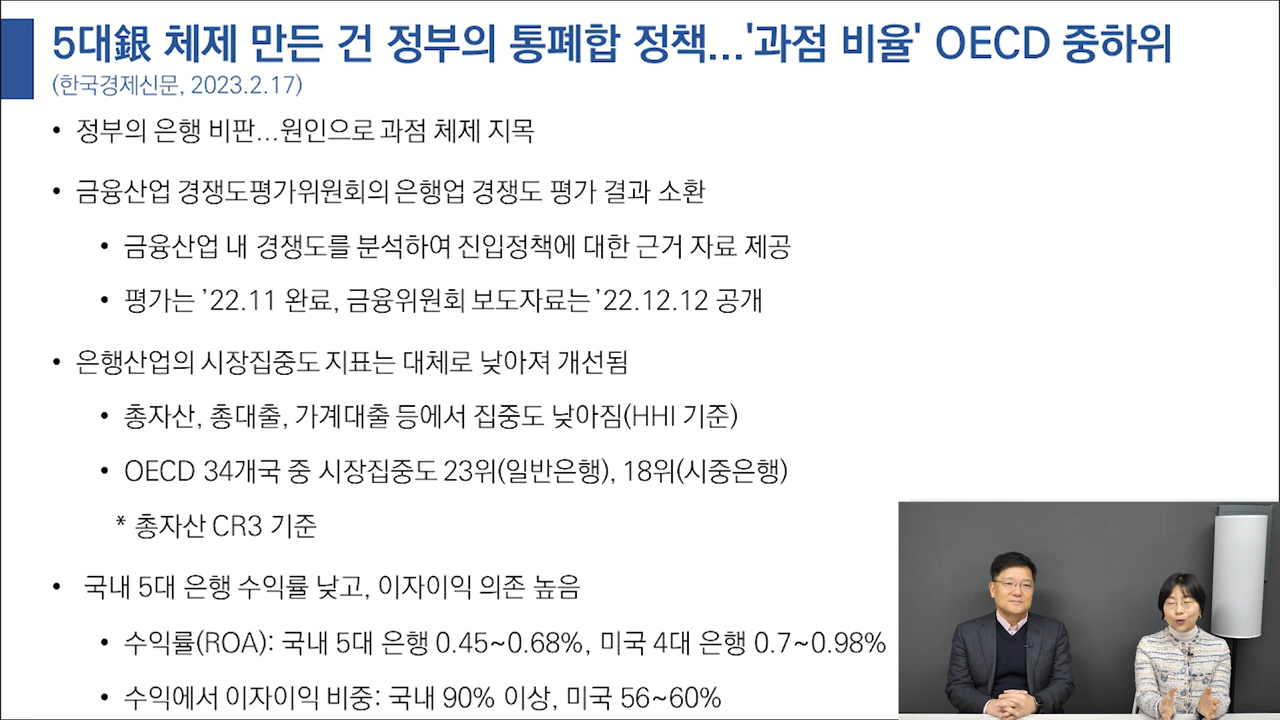 5대銀 체제 만든 건 정부의 통폐합 정책...'과점 비율' OECD 중하위
(한국경제신문, 2023.2.17)
• 정부의 은행 비판...원인으로 과점 체제 지목
• 금융산업 경쟁도평가위원회의 은행업 경쟁도 평가 결과 소환
• 금융산업 내 경쟁도를 분석하여 진입정책에 대한 근거 자료 제공
• 평가는 ’22.11 완료, 금융위원회 보도자료는 ’22.12.12 공개
• 은행산업의 시장집중도 지표는 대체로 낮아져 개선됨
• 총자산, 총대출, 가계대출 등에서 집중도 낮아짐(HHI 기준)
• OECD 34개국 중 시장집중도 23위(일반은행), 18위(시중은행)
* 총자산 CR3 기준
• 국내 5대 은행 수익률 낮고, 이자이익 의존 높음
• 수익률(ROA): 국내 5대 은행 0.45~0.68%, 미국 4대 은행 0.7~0.98%
• 수익에서 이자이익 비중: 국내 90% 이상, 미국 56~60%